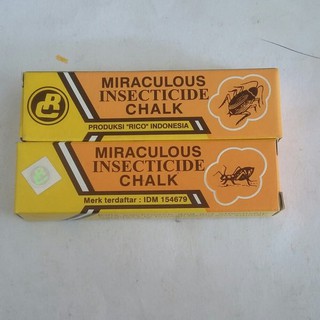 MIRACULOUS
INSECTICIDE
CHALK
PRODUKSI "RICO" INDONESIA
MIRACULOUS
INSECTICIDE
CHALK
Merk terdaftar : IDM 154679